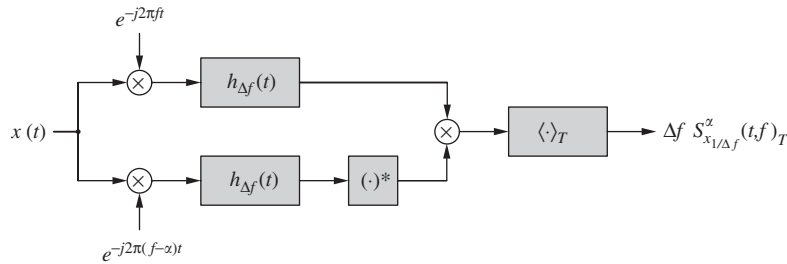 e^{-j2πft}
h_{Δf}(t)
x(t)
⟨·⟩_T
Δf S^α_{x_{1/Δf}}(t,f)_T
h_{Δf}(t)
(·)*
e^{-j2π(f−α)t}